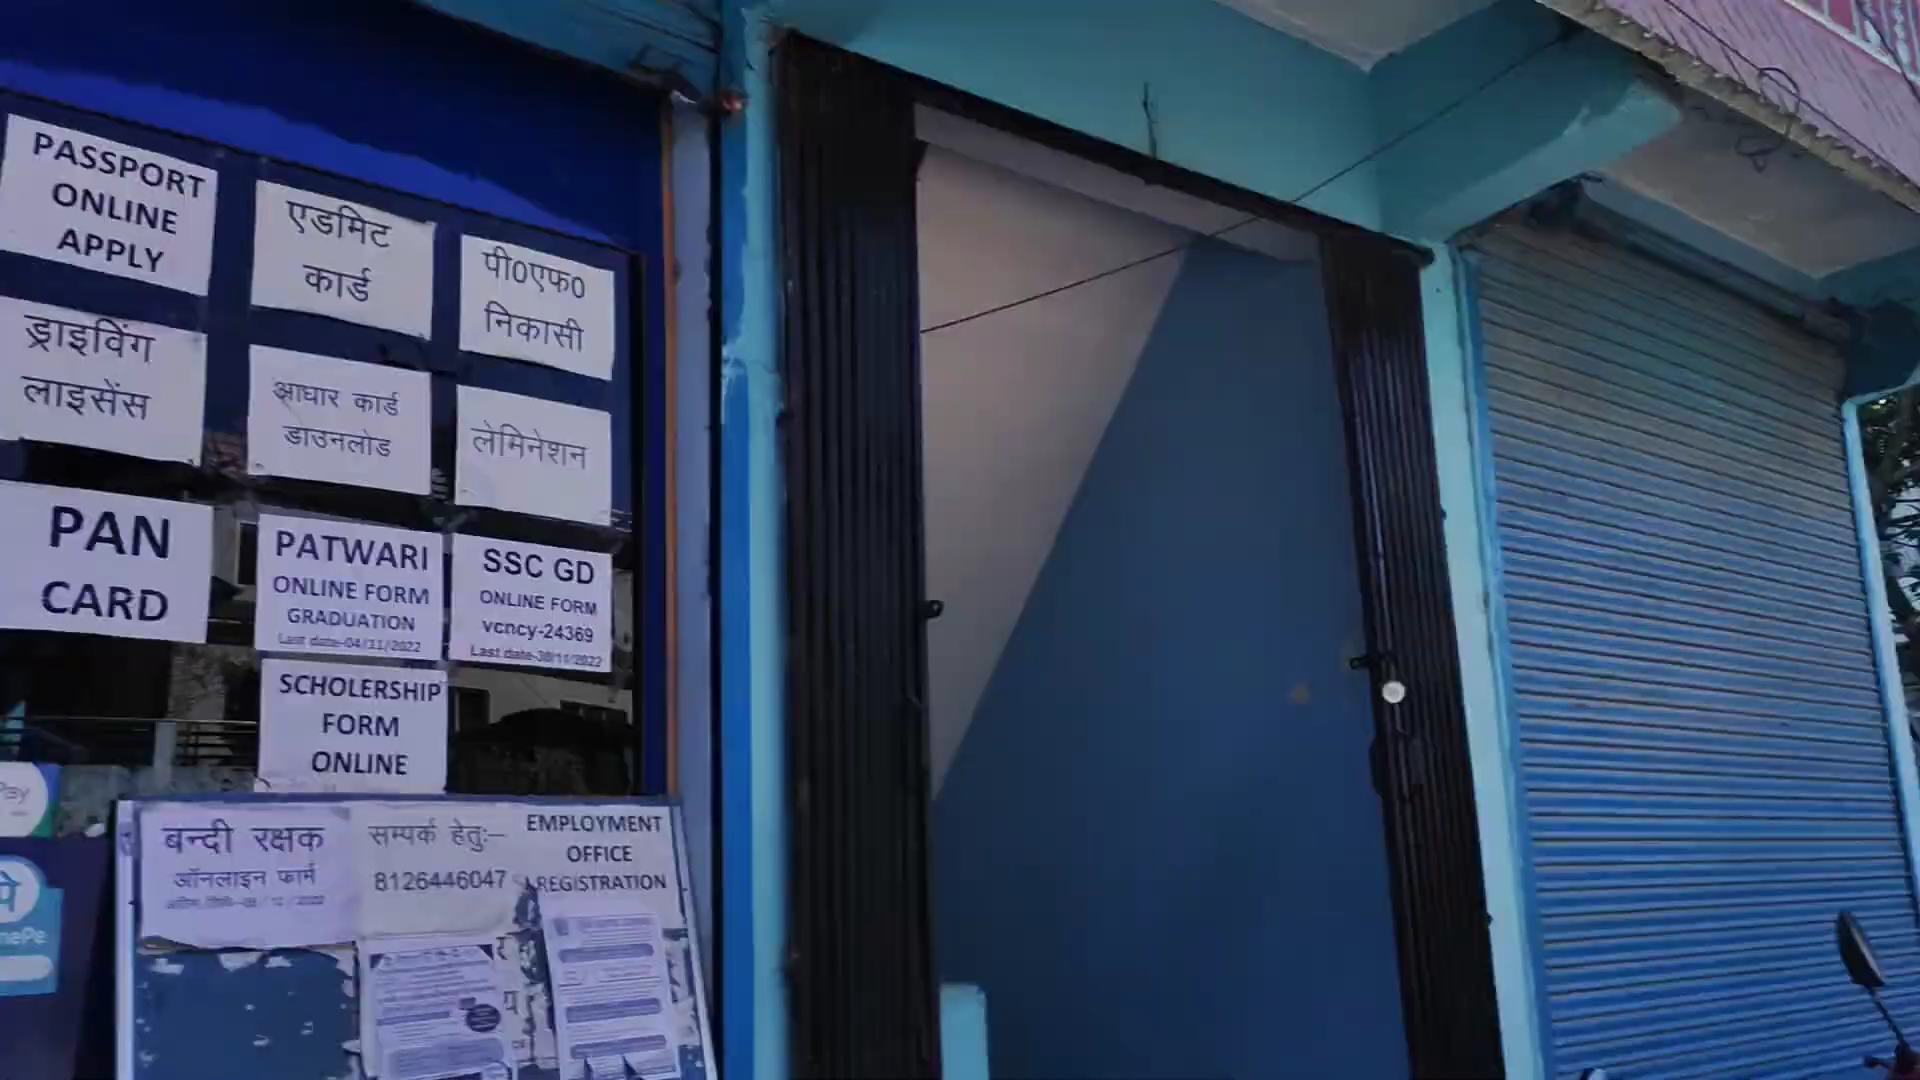 PASSPORT
ONLINE
APPLY
एडमिट
कार्ड
पी0एफ0
निकासी
ड्राइविंग
लाइसेंस
आधार कार्ड
डाउनलोड
लेमिनेशन
PAN
CARD
PATWARI
ONLINE FORM
GRADUATION
Last date-04/11/2022
SSC GD
ONLINE FORM
vcncy-24369
Last date-30/11/2022
SCHOLERSHIP
FORM
ONLINE
Pay
पे
nePe
बन्दी रक्षक
ऑनलाइन फार्म
सम्पर्क हेतुः–
8126446047
EMPLOYMENT
OFFICE
REGISTRATION